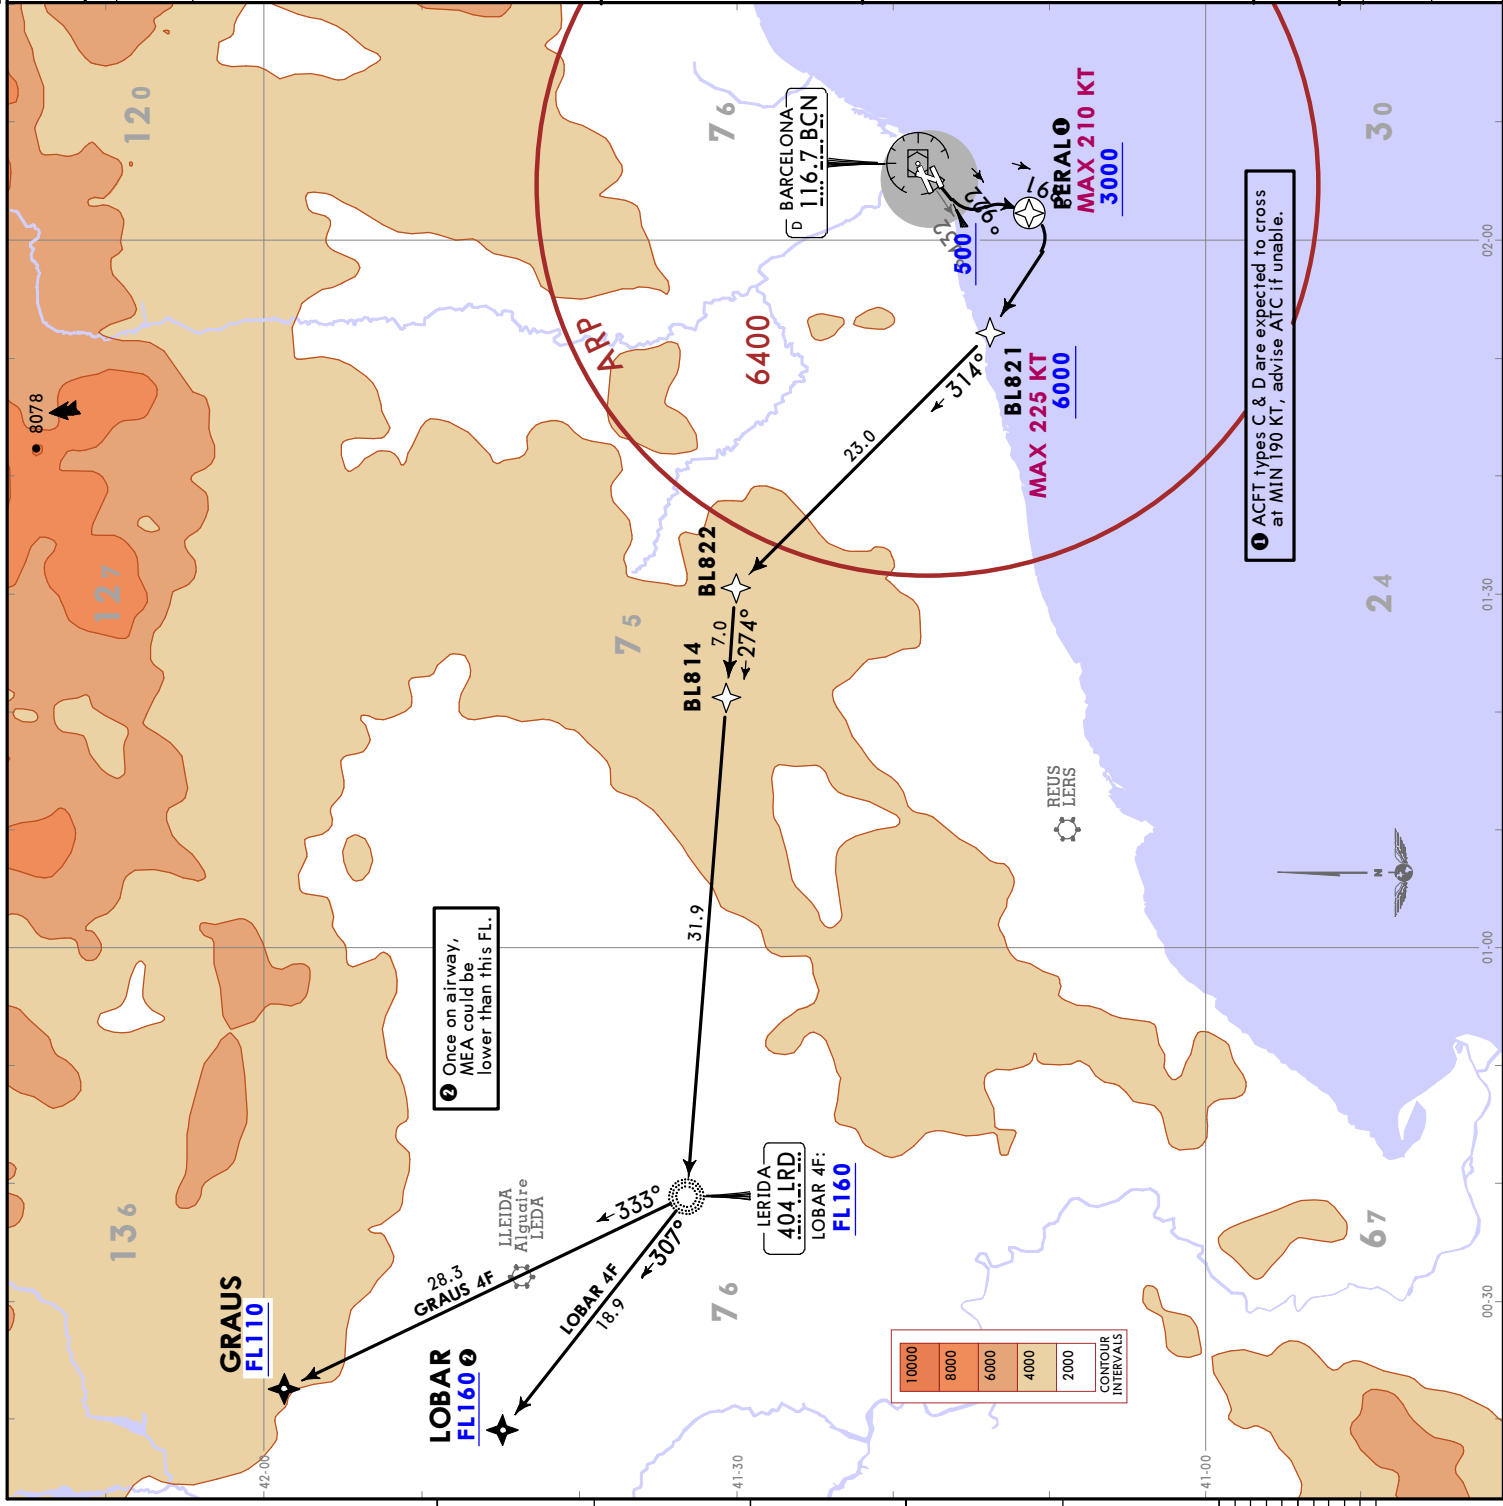 120
8078
127
136
76
BARCELONA
D 116.7 BCN
ARP
6400
132°
500
PERAL ❶
MAX 210 KT
3000
BL821
MAX 225 KT
6000
314°
23.0
BL822
7.0
274°
BL814
75
31.9
30
24
❶ ACFT types C & D are expected to cross
at MIN 190 KT, advise ATC if unable.
REUS
LERS
N
❷ Once on airway,
MEA could be
lower than this FL.
LERIDA
404 LRD
LOBAR 4F:
FL160
333°
307°
LLEIDA
Alguaire
LEDA
28.3
GRAUS 4F
LOBAR 4F
18.9
GRAUS
FL110
LOBAR
FL160 ❷
76
67
10000
8000
6000
4000
2000
CONTOUR
INTERVALS
42-00
41-30
41-00
02-00
01-30
01-00
00-30